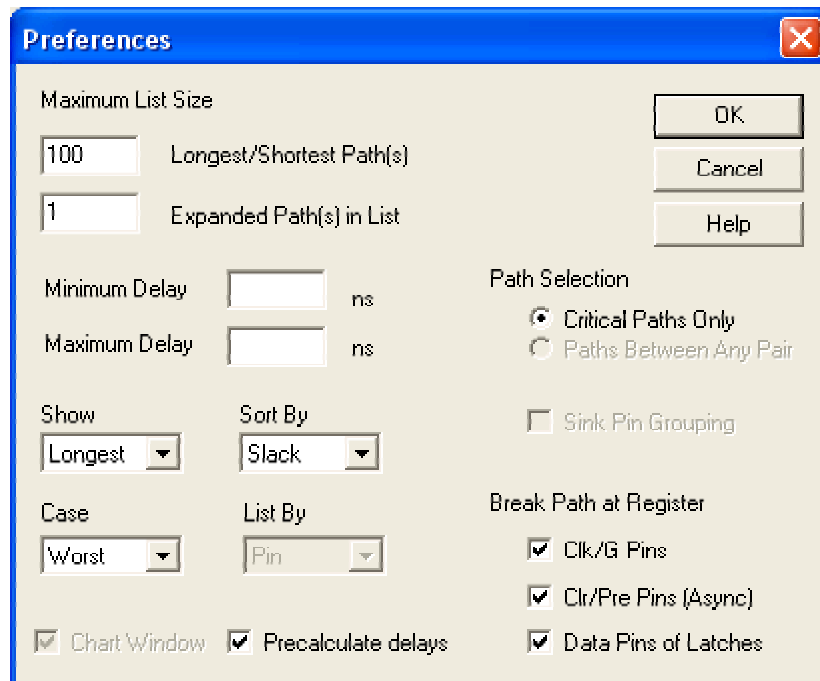 Preferences
Maximum List Size
100 Longest/Shortest Path(s)
1 Expanded Path(s) in List
OK
Cancel
Help
Minimum Delay ns
Maximum Delay ns
Path Selection
Critical Paths Only
Paths Between Any Pair
Sink Pin Grouping
Show
Longest
Sort By
Slack
Case
Worst
List By
Pin
Break Path at Register
Clk/G Pins
Clr/Pre Pins (Async)
Data Pins of Latches
Chart Window
Precalculate delays